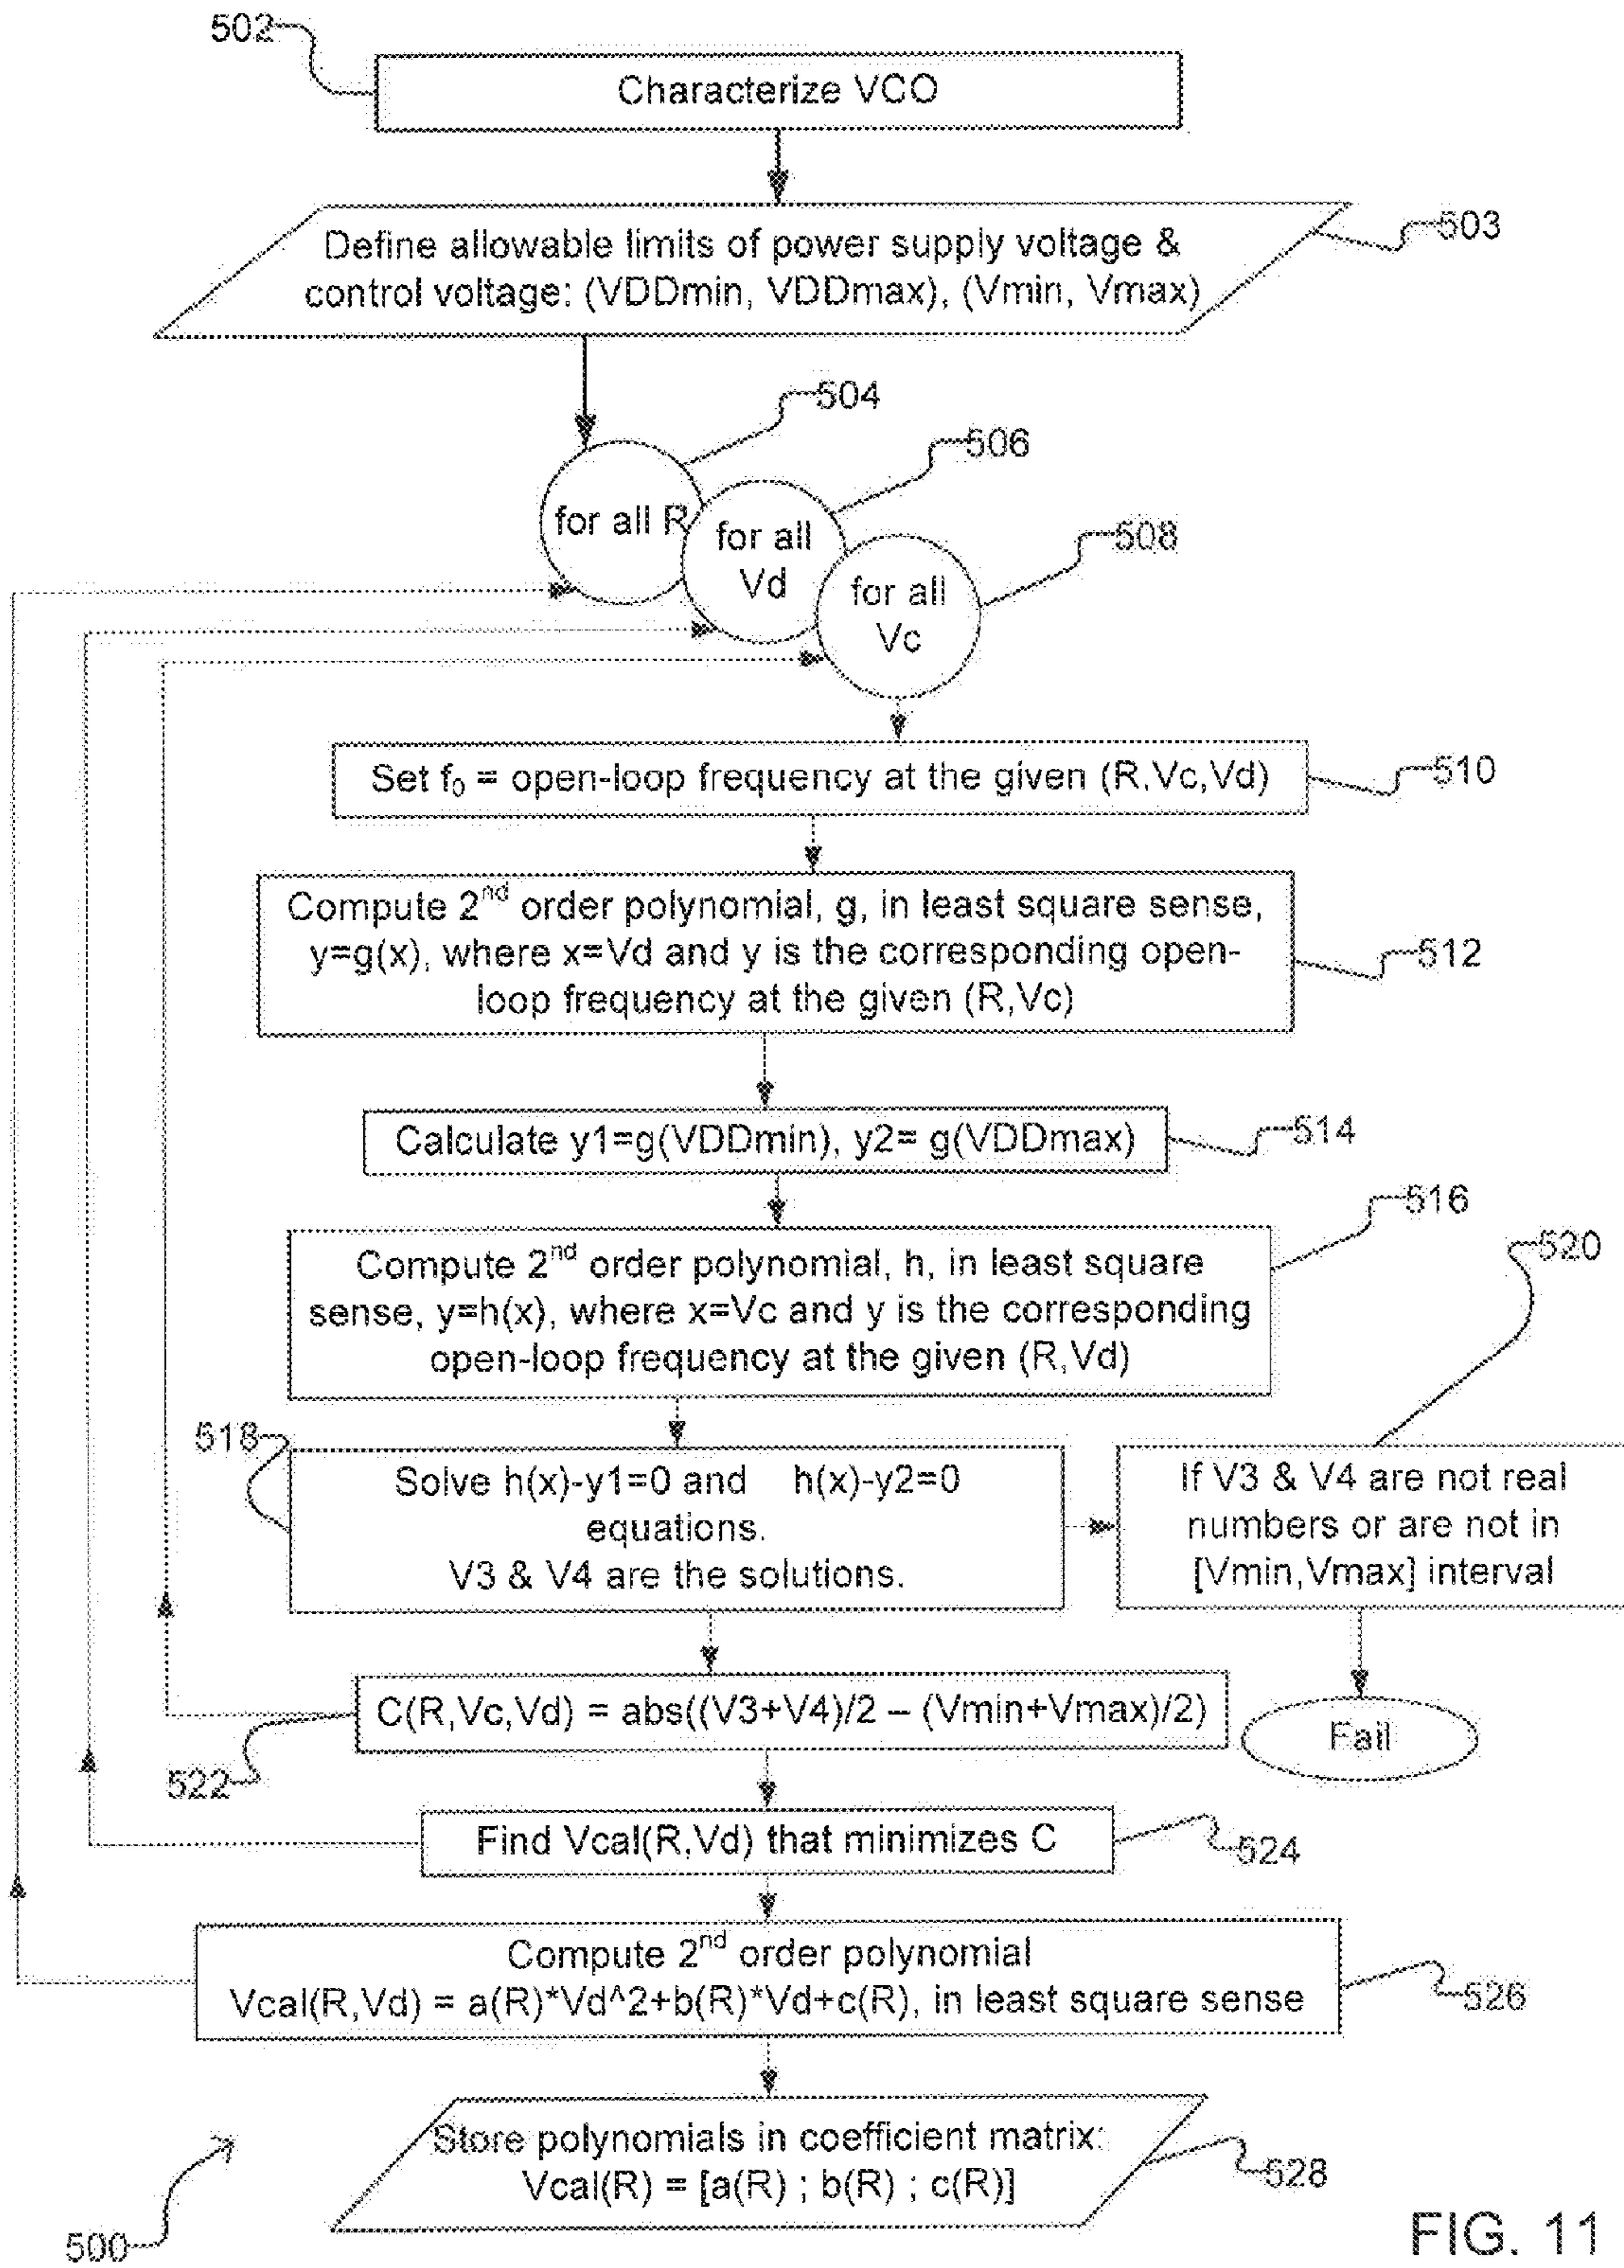 502
Characterize VCO
Define allowable limits of power supply voltage &
control voltage: (VDDmin, VDDmax), (Vmin, Vmax)
503
504
506
508
for all R
for all
Vd
for all
Vc
Set f₀ = open-loop frequency at the given (R,Vc,Vd)
510
Compute 2nd order polynomial, g, in least square sense,
y=g(x), where x=Vd and y is the corresponding open-
loop frequency at the given (R,Vc)
512
Calculate y1=g(VDDmin), y2= g(VDDmax)
514
516
Compute 2nd order polynomial, h, in least square
sense, y=h(x), where x=Vc and y is the corresponding
open-loop frequency at the given (R,Vd)
520
518
Solve h(x)-y1=0 and h(x)-y2=0
equations.
V3 & V4 are the solutions.
If V3 & V4 are not real
numbers or are not in
[Vmin,Vmax] interval
C(R,Vc,Vd) = abs((V3+V4)/2 – (Vmin+Vmax)/2)
Fail
522
Find Vcal(R,Vd) that minimizes C
524
Compute 2nd order polynomial
Vcal(R,Vd) = a(R)*Vd^2+b(R)*Vd+c(R), in least square sense
526
Store polynomials in coefficient matrix:
Vcal(R) = [a(R) ; b(R) ; c(R)]
528
500
FIG. 11